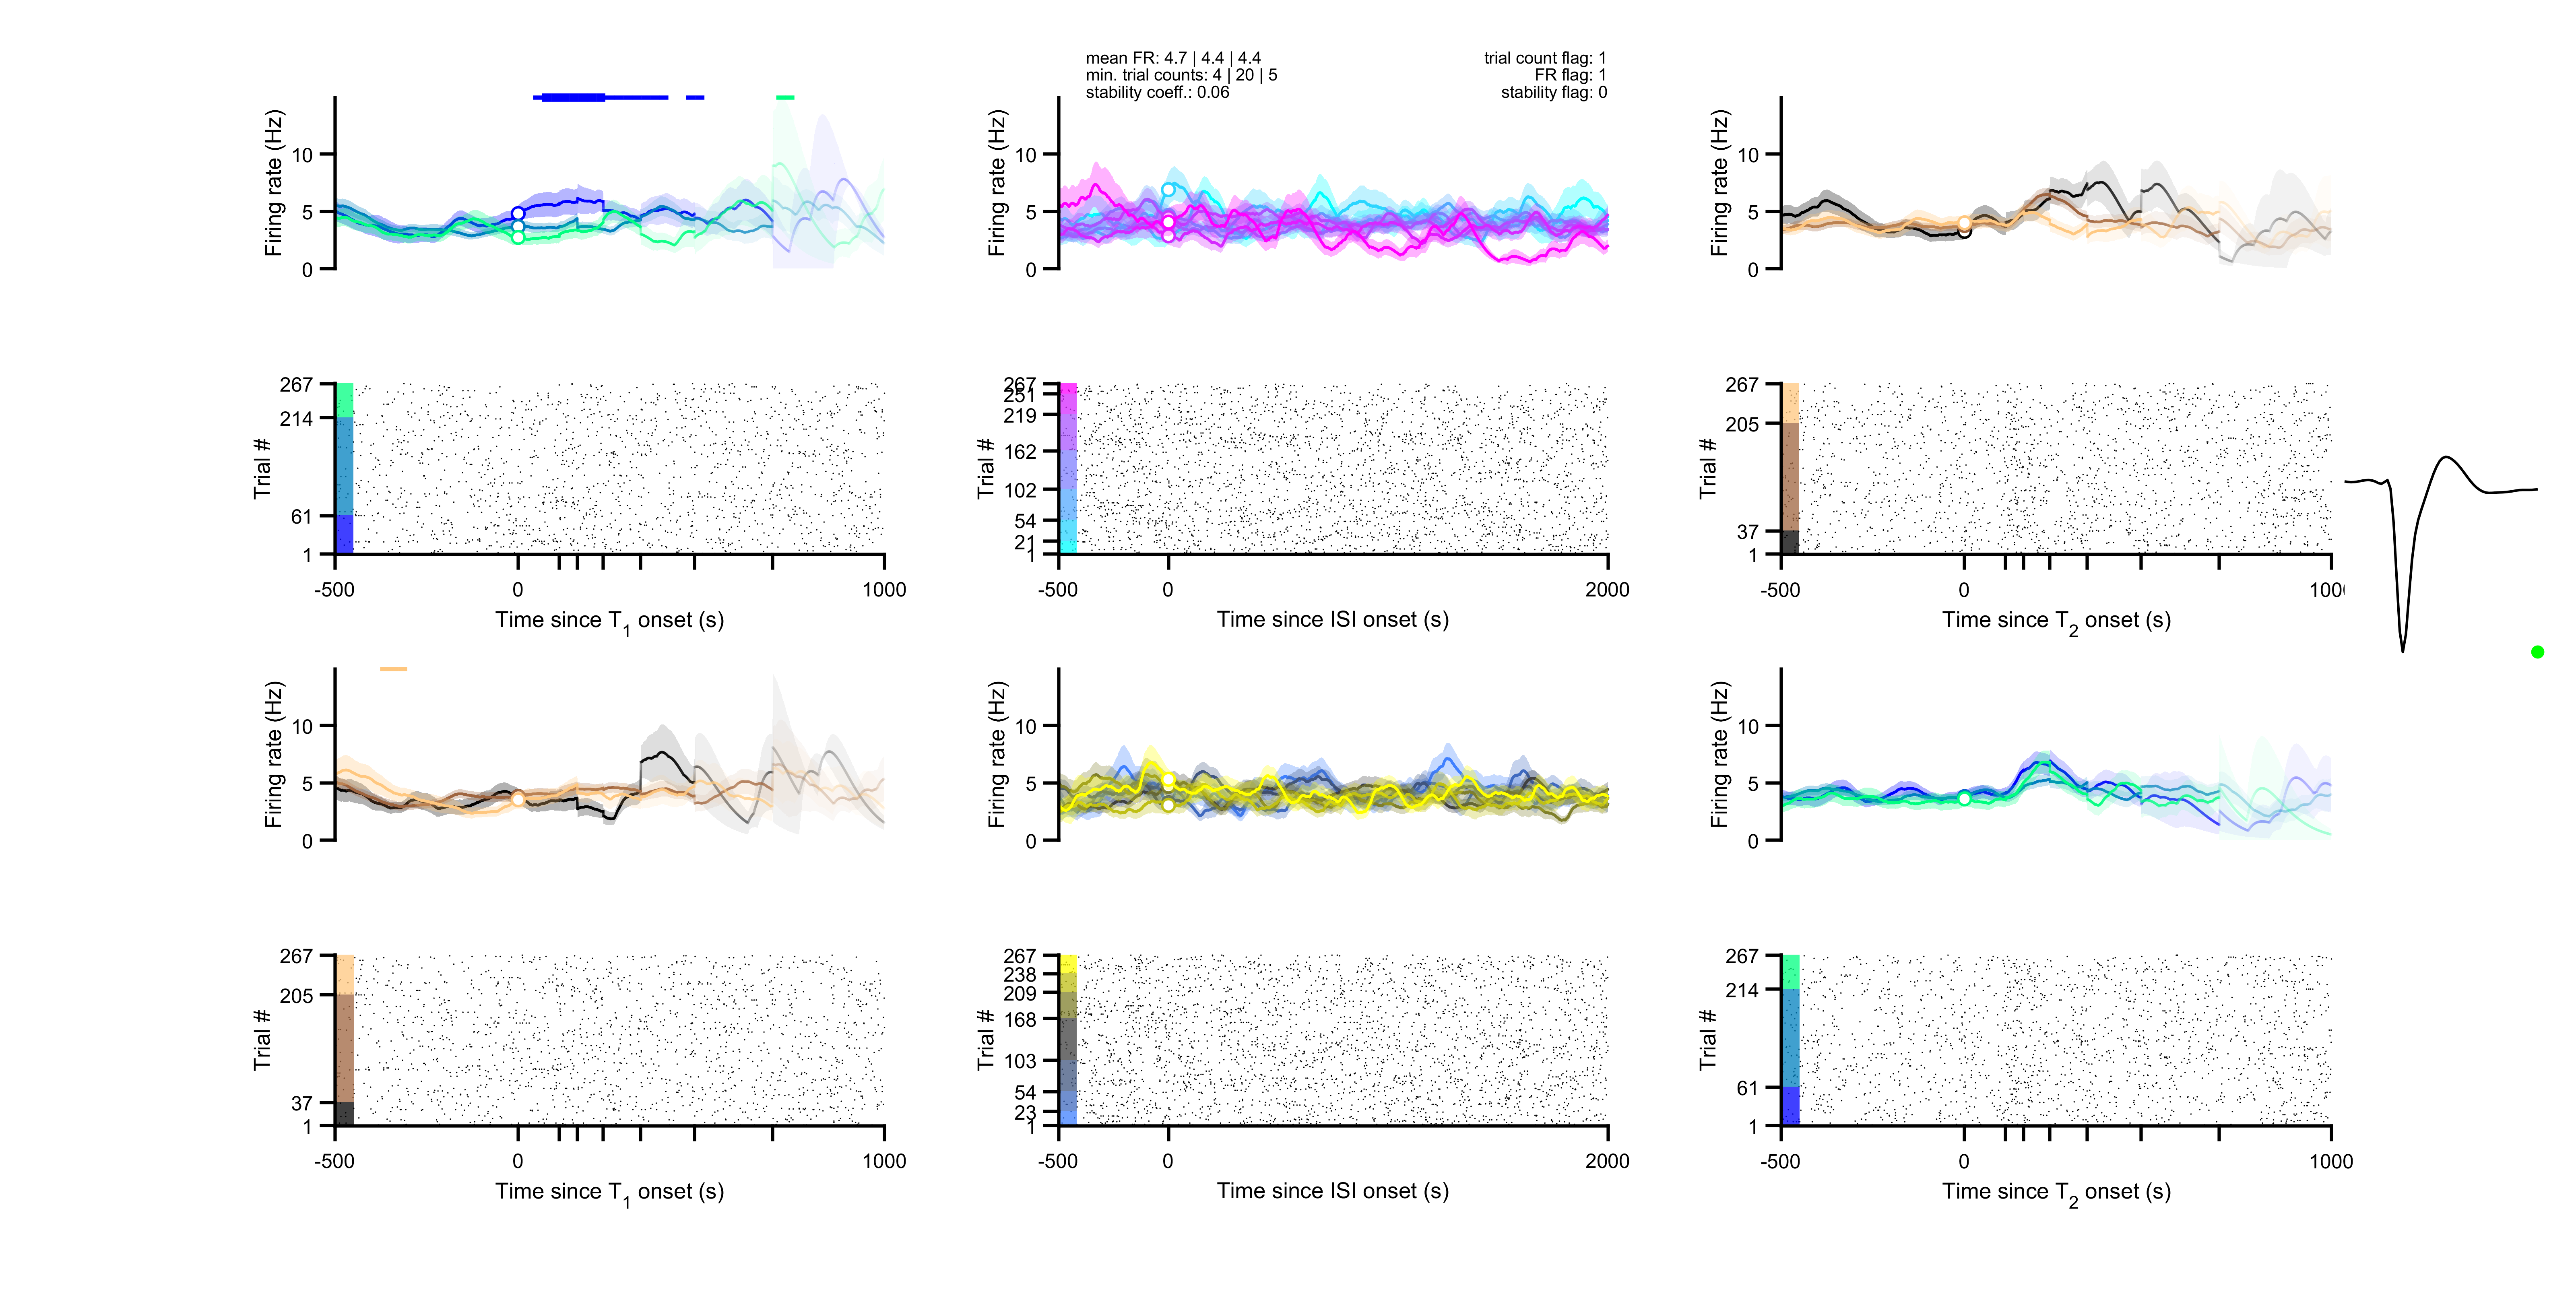 mean FR: 4.7 | 4.4 | 4.4
min. trial counts: 4 | 20 | 5
stability coeff.: 0.06
trial count flag: 1
FR flag: 1
stability flag: 0
Firing rate (Hz)
10
5
0
Firing rate (Hz)
10
5
0
Firing rate (Hz)
10
5
0
Trial #
267
214
61
1
-500
0
1000
Time since T1 onset (s)
Trial #
267
251
219
162
102
54
21
1
-500
0
2000
Time since ISI onset (s)
Trial #
267
205
37
1
-500
0
1000
Time since T2 onset (s)
Firing rate (Hz)
10
5
0
Firing rate (Hz)
10
5
0
Firing rate (Hz)
10
5
0
Trial #
267
205
37
1
-500
0
1000
Time since T1 onset (s)
Trial #
267
238
209
168
103
54
23
1
-500
0
2000
Time since ISI onset (s)
Trial #
267
214
61
1
-500
0
1000
Time since T2 onset (s)